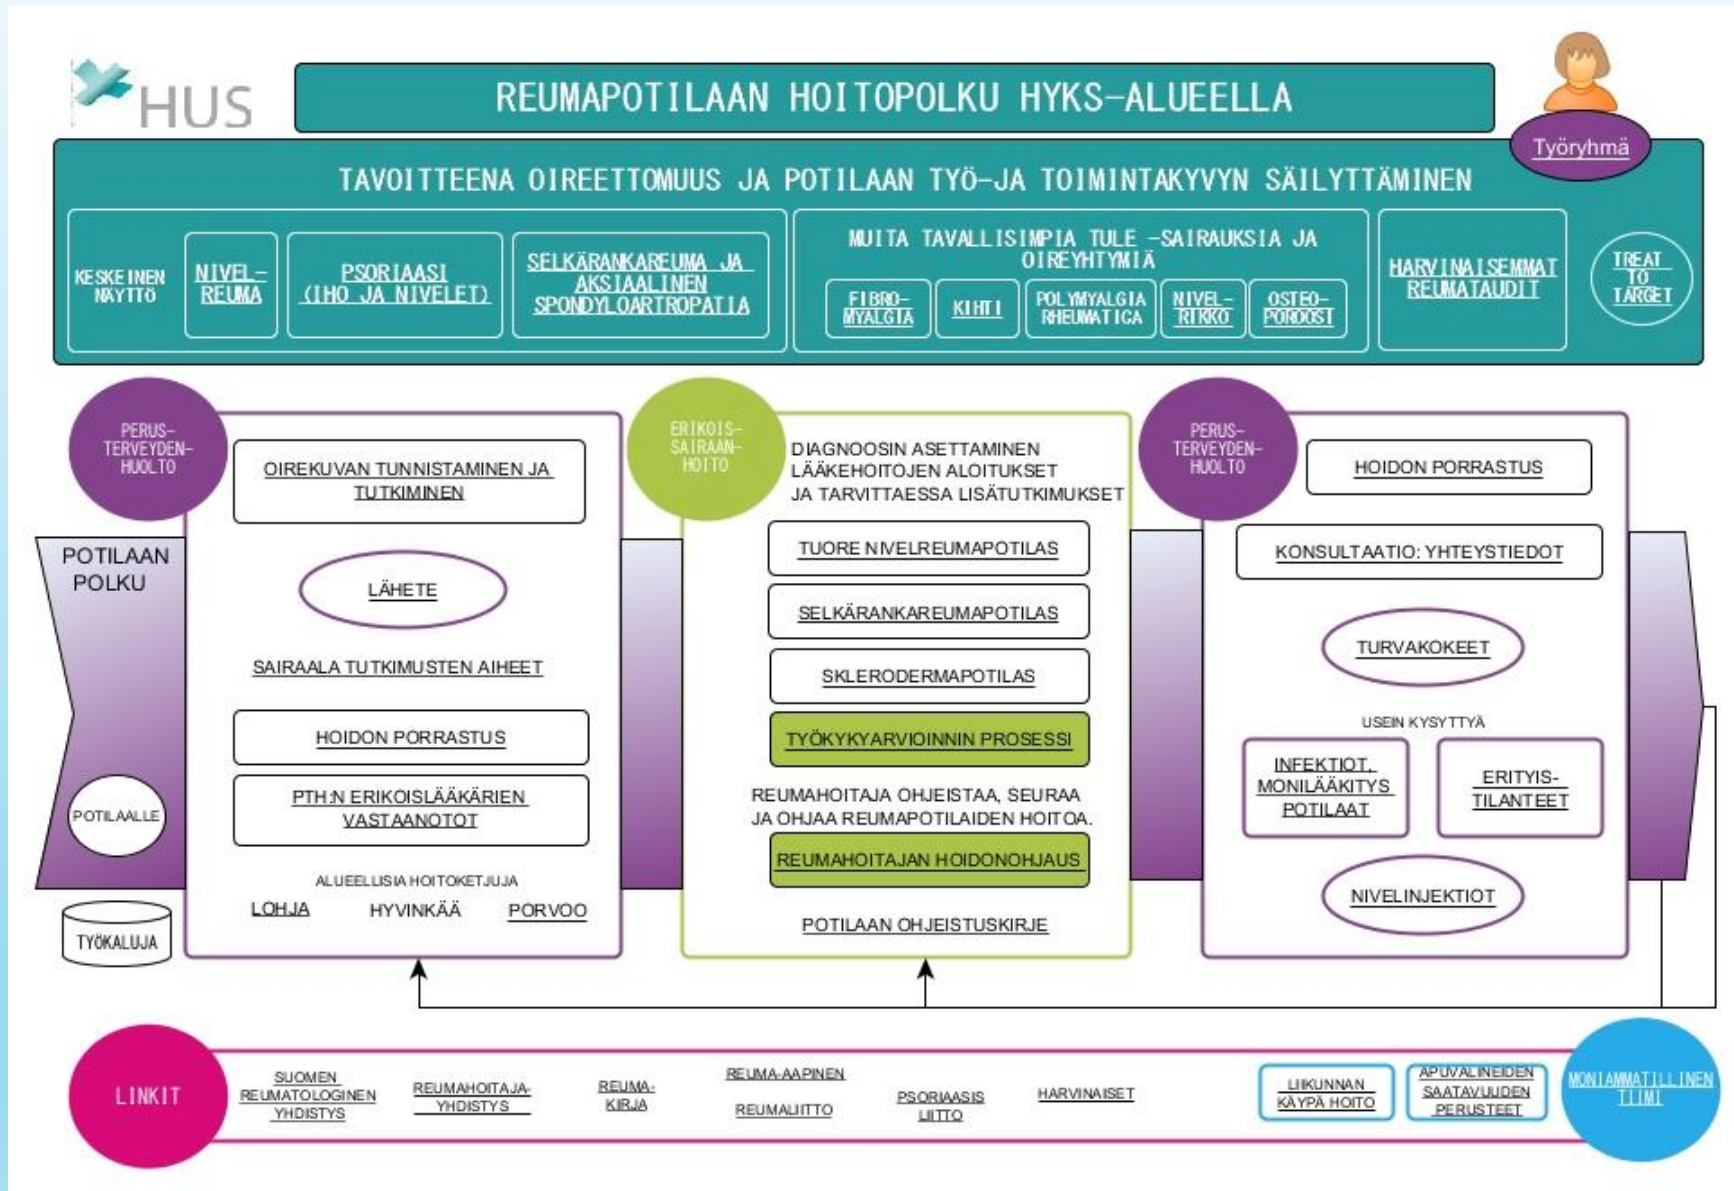 HUS
REUMAPOTILAAN HOITOPOLKU HYKS-ALUEELLA
Työryhmä
TAVOITTEENA OIREETTOMUUS JA POTILAAN TYÖ-JA TOIMINTAKYVYN SÄILYTTÄMINEN
KESKEINEN
NÄYTTÖ
NIVEL-
REUMA
PSORIAASI
(IHO JA NIVELET)
SELKÄRANKAREUMA JA
AKSIAALINEN
SPONDYLOARTROPATIA
MUITA TAVALLISIMPIA TULE -SAIRAUKSIA JA
OIREYHTYMIÄ
FIBRO-
MYALGIA
KIHTI
POLYMYALGIA
RHEUMATICA
NIVEL-
RIKKO
OSTEO-
POROOSI
HARVINAISEMMAT
REUMATAUDIT
TREAT
TO
TARGET
PERUS-
TERVEYDEN-
HUOLTO
OIREKUVAN TUNNISTAMINEN JA
TUTKIMINEN
LÄHETE
SAIRAALA TUTKIMUSTEN AIHEET
HOIDON PORRASTUS
PTH:N ERIKOISLÄÄKÄRIEN
VASTAANOTOT
ALUEELLISIA HOITOKETJUJA
LOHJA HYVINKÄÄ PORVOO
POTILAAN
POLKU
POTILAALLE
TYÖKALUJA
ERIKOIS-
SAIRAAN-
HOITO
DIAGNOOSIN ASETTAMINEN
LÄÄKEHOITOJEN ALOITUKSET
JA TARVITTAESSA LISÄTUTKIMUKSET
TUORE NIVELREUMAPOTILAS
SELKÄRANKAREUMAPOTILAS
SKLERODERMAPOTILAS
TYÖKYKYARVIOINNIN PROSESSI
REUMAHOITAJA OHJEISTAA, SEURAA
JA OHJAA REUMAPOTILAIDEN HOITOA.
REUMAHOITAJAN HOIDONOHJAUS
POTILAAN OHJEISTUSKIRJE
PERUS-
TERVEYDEN-
HUOLTO
HOIDON PORRASTUS
KONSULTAATIO: YHTEYSTIEDOT
TURVAKOKEET
USEIN KYSYTTYÄ
INFEKTIOT,
MONILÄÄKITYS
POTILAAT
ERITYIS-
TILANTEET
NIVELINJEKTIOT
LINKIT
SUOMEN
REUMATOLOGINEN
YHDISTYS
REUMAHOITAJA-
YHDISTYS
REUMA-
KIRJA
REUMA-AAPINEN
REUMALIITTO
PSORIAASIS
LIITTO
HARVINAISET
LIIKUNNAN
KÄYPÄ HOITO
APUVALINEIDEN
SAATAVUUDEN
PERUSTEET
MONIAMMATILLINEN
TIIMI